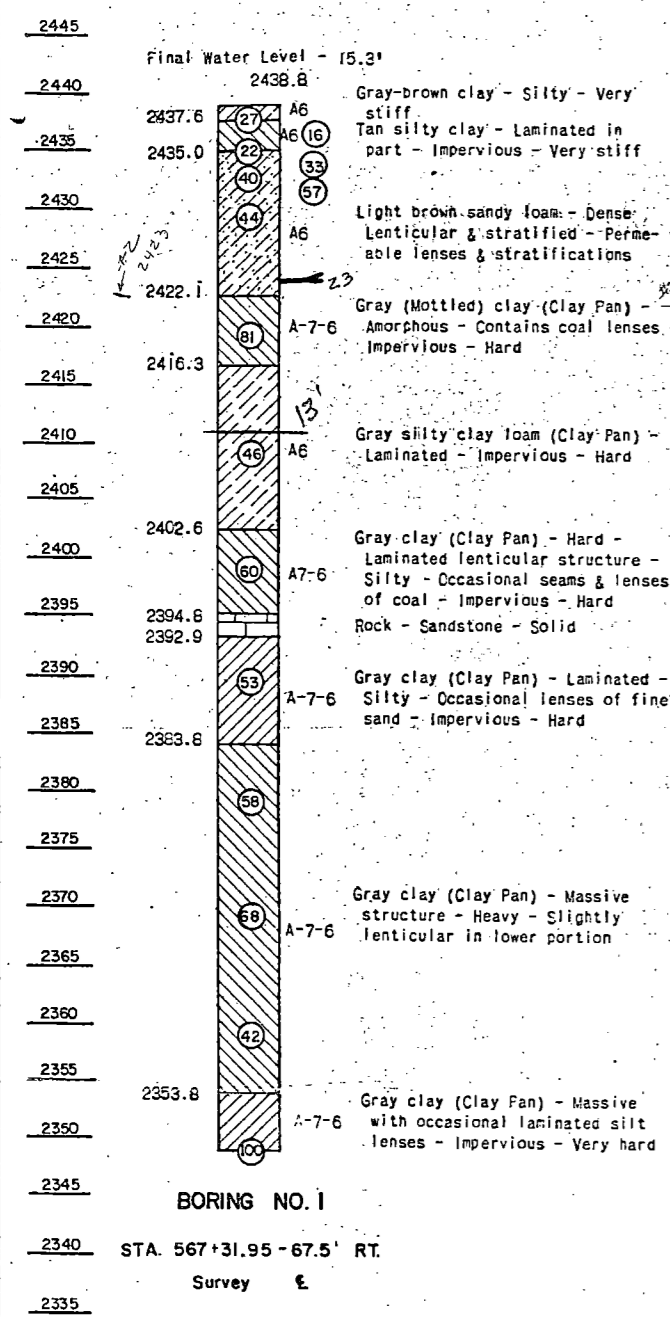 2445
Final Water Level - 15.3'
2438.8
2440
Gray-brown clay - Silty - Very
stiff
2437.6
27
A6
A6
16
Tan silty clay - Laminated in
part - Impervious - Very stiff
2435
2435.0
22
33
40
57
2430
44
Light brown sandy loam - Dense
Lenticular & stratified - Perme-
able lenses & stratifications
A6
2425
#2
2423
23
2422.1
2420
Gray (Mottled) clay (Clay Pan) -
Amorphous - Contains coal lenses
Impervious - Hard
81
A-7-6
2416.3
2415
13'
2410
Gray silty clay loam (Clay Pan) -
Laminated - Impervious - Hard
46
A6
2405
2402.6
2400
Gray clay (Clay Pan) - Hard -
Laminated lenticular structure -
Silty - Occasional seams & lenses
of coal - Impervious - Hard
60
A7-6
2395
2394.8
Rock - Sandstone - Solid
2392.9
2390
Gray clay (Clay Pan) - Laminated -
Silty - Occasional lenses of fine
sand - Impervious - Hard
53
A-7-6
2385
2383.8
2380
58
2375
2370
Gray clay (Clay Pan) - Massive
structure - Heavy - Slightly
lenticular in lower portion
68
A-7-6
2365
2360
42
2355
2353.8
Gray clay (Clay Pan) - Massive
with occasional laminated silt
lenses - Impervious - Very hard
A-7-6
2350
100
2345
BORING NO. 1
2340
STA. 567+31.95 - 67.5' RT.
Survey ℄
2335